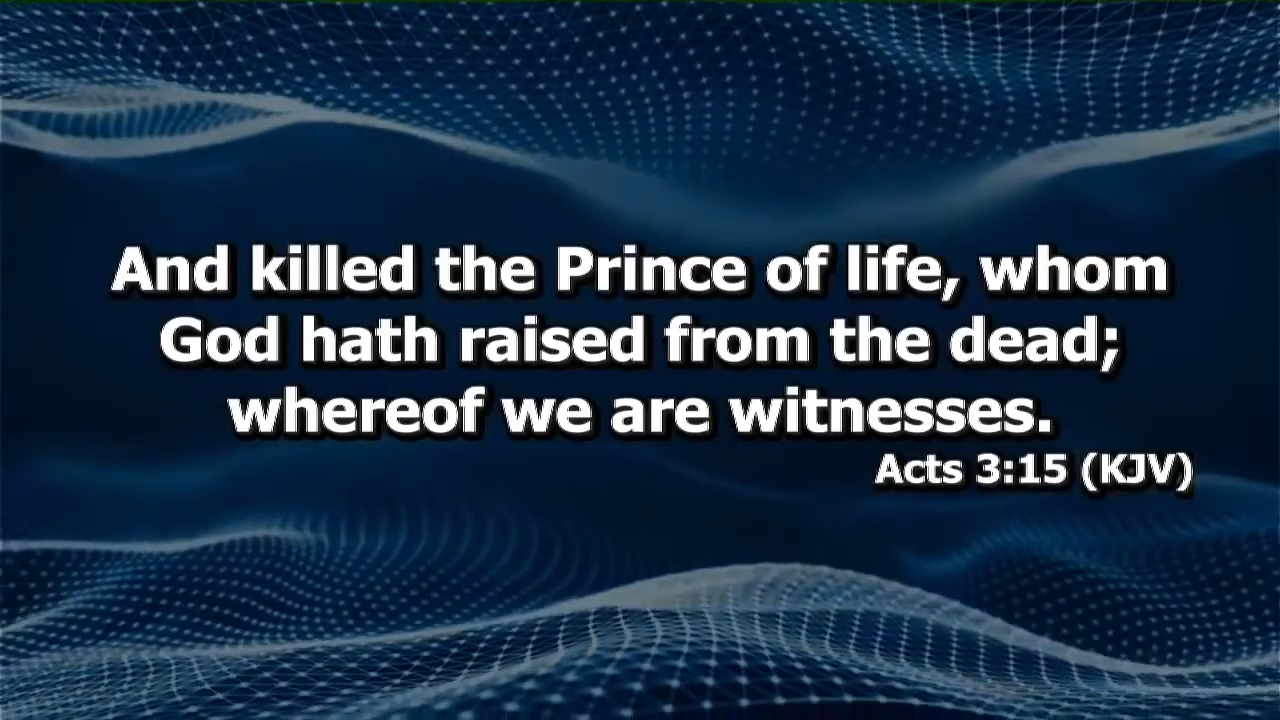 And killed the Prince of life, whom
God hath raised from the dead;
whereof we are witnesses.
Acts 3:15 (KJV)